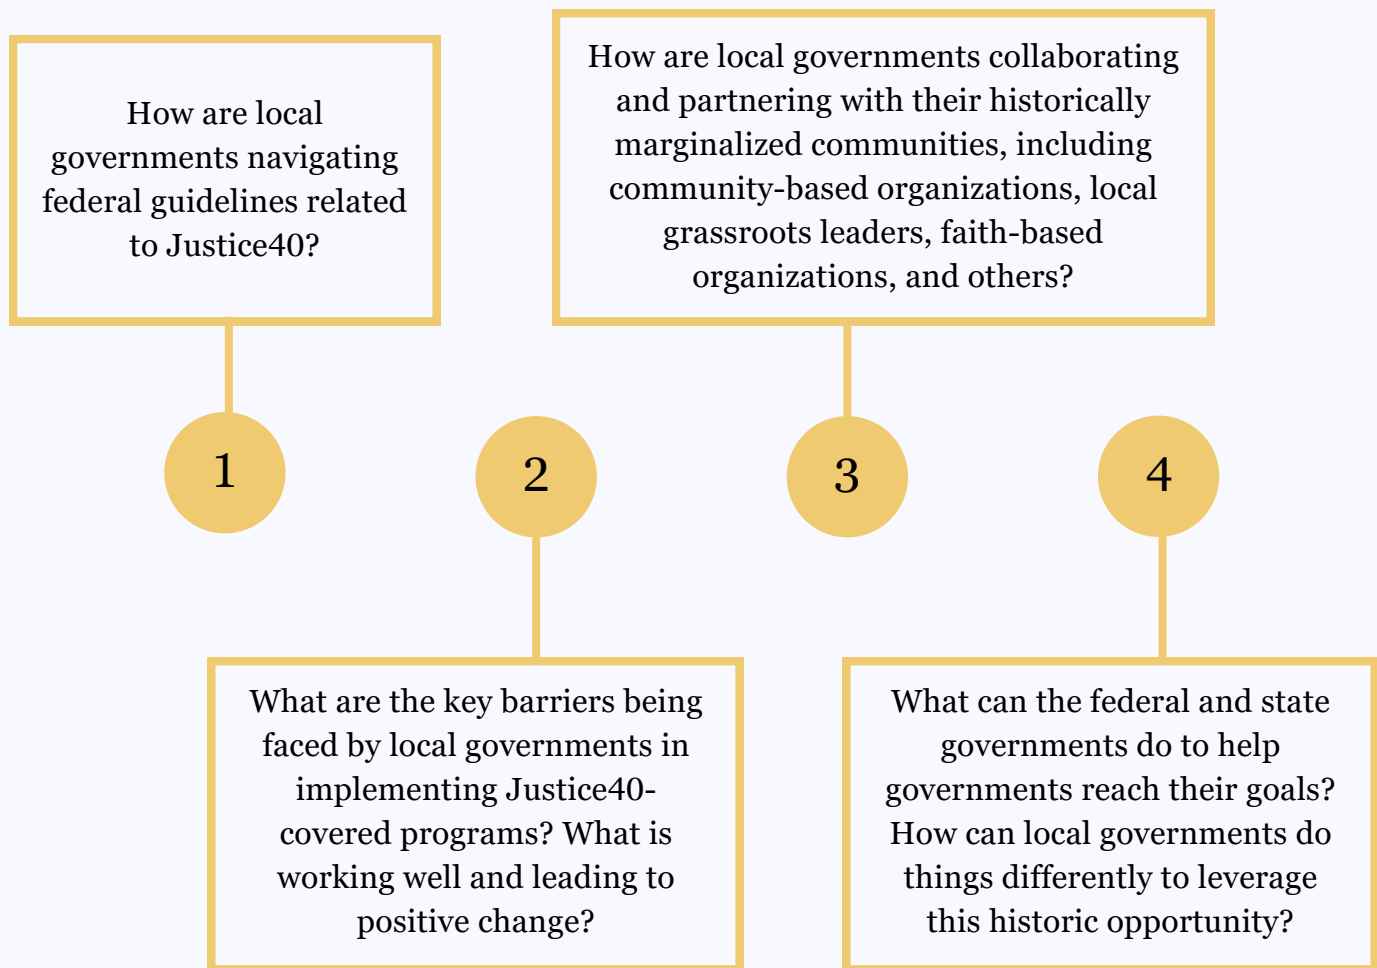 1
How are local
governments navigating
federal guidelines related
to Justice40?
2
What are the key barriers being
faced by local governments in
implementing Justice40-
covered programs? What is
working well and leading to
positive change?
3
How are local governments collaborating
and partnering with their historically
marginalized communities, including
community-based organizations, local
grassroots leaders, faith-based
organizations, and others?
4
What can the federal and state
governments do to help
governments reach their goals?
How can local governments do
things differently to leverage
this historic opportunity?